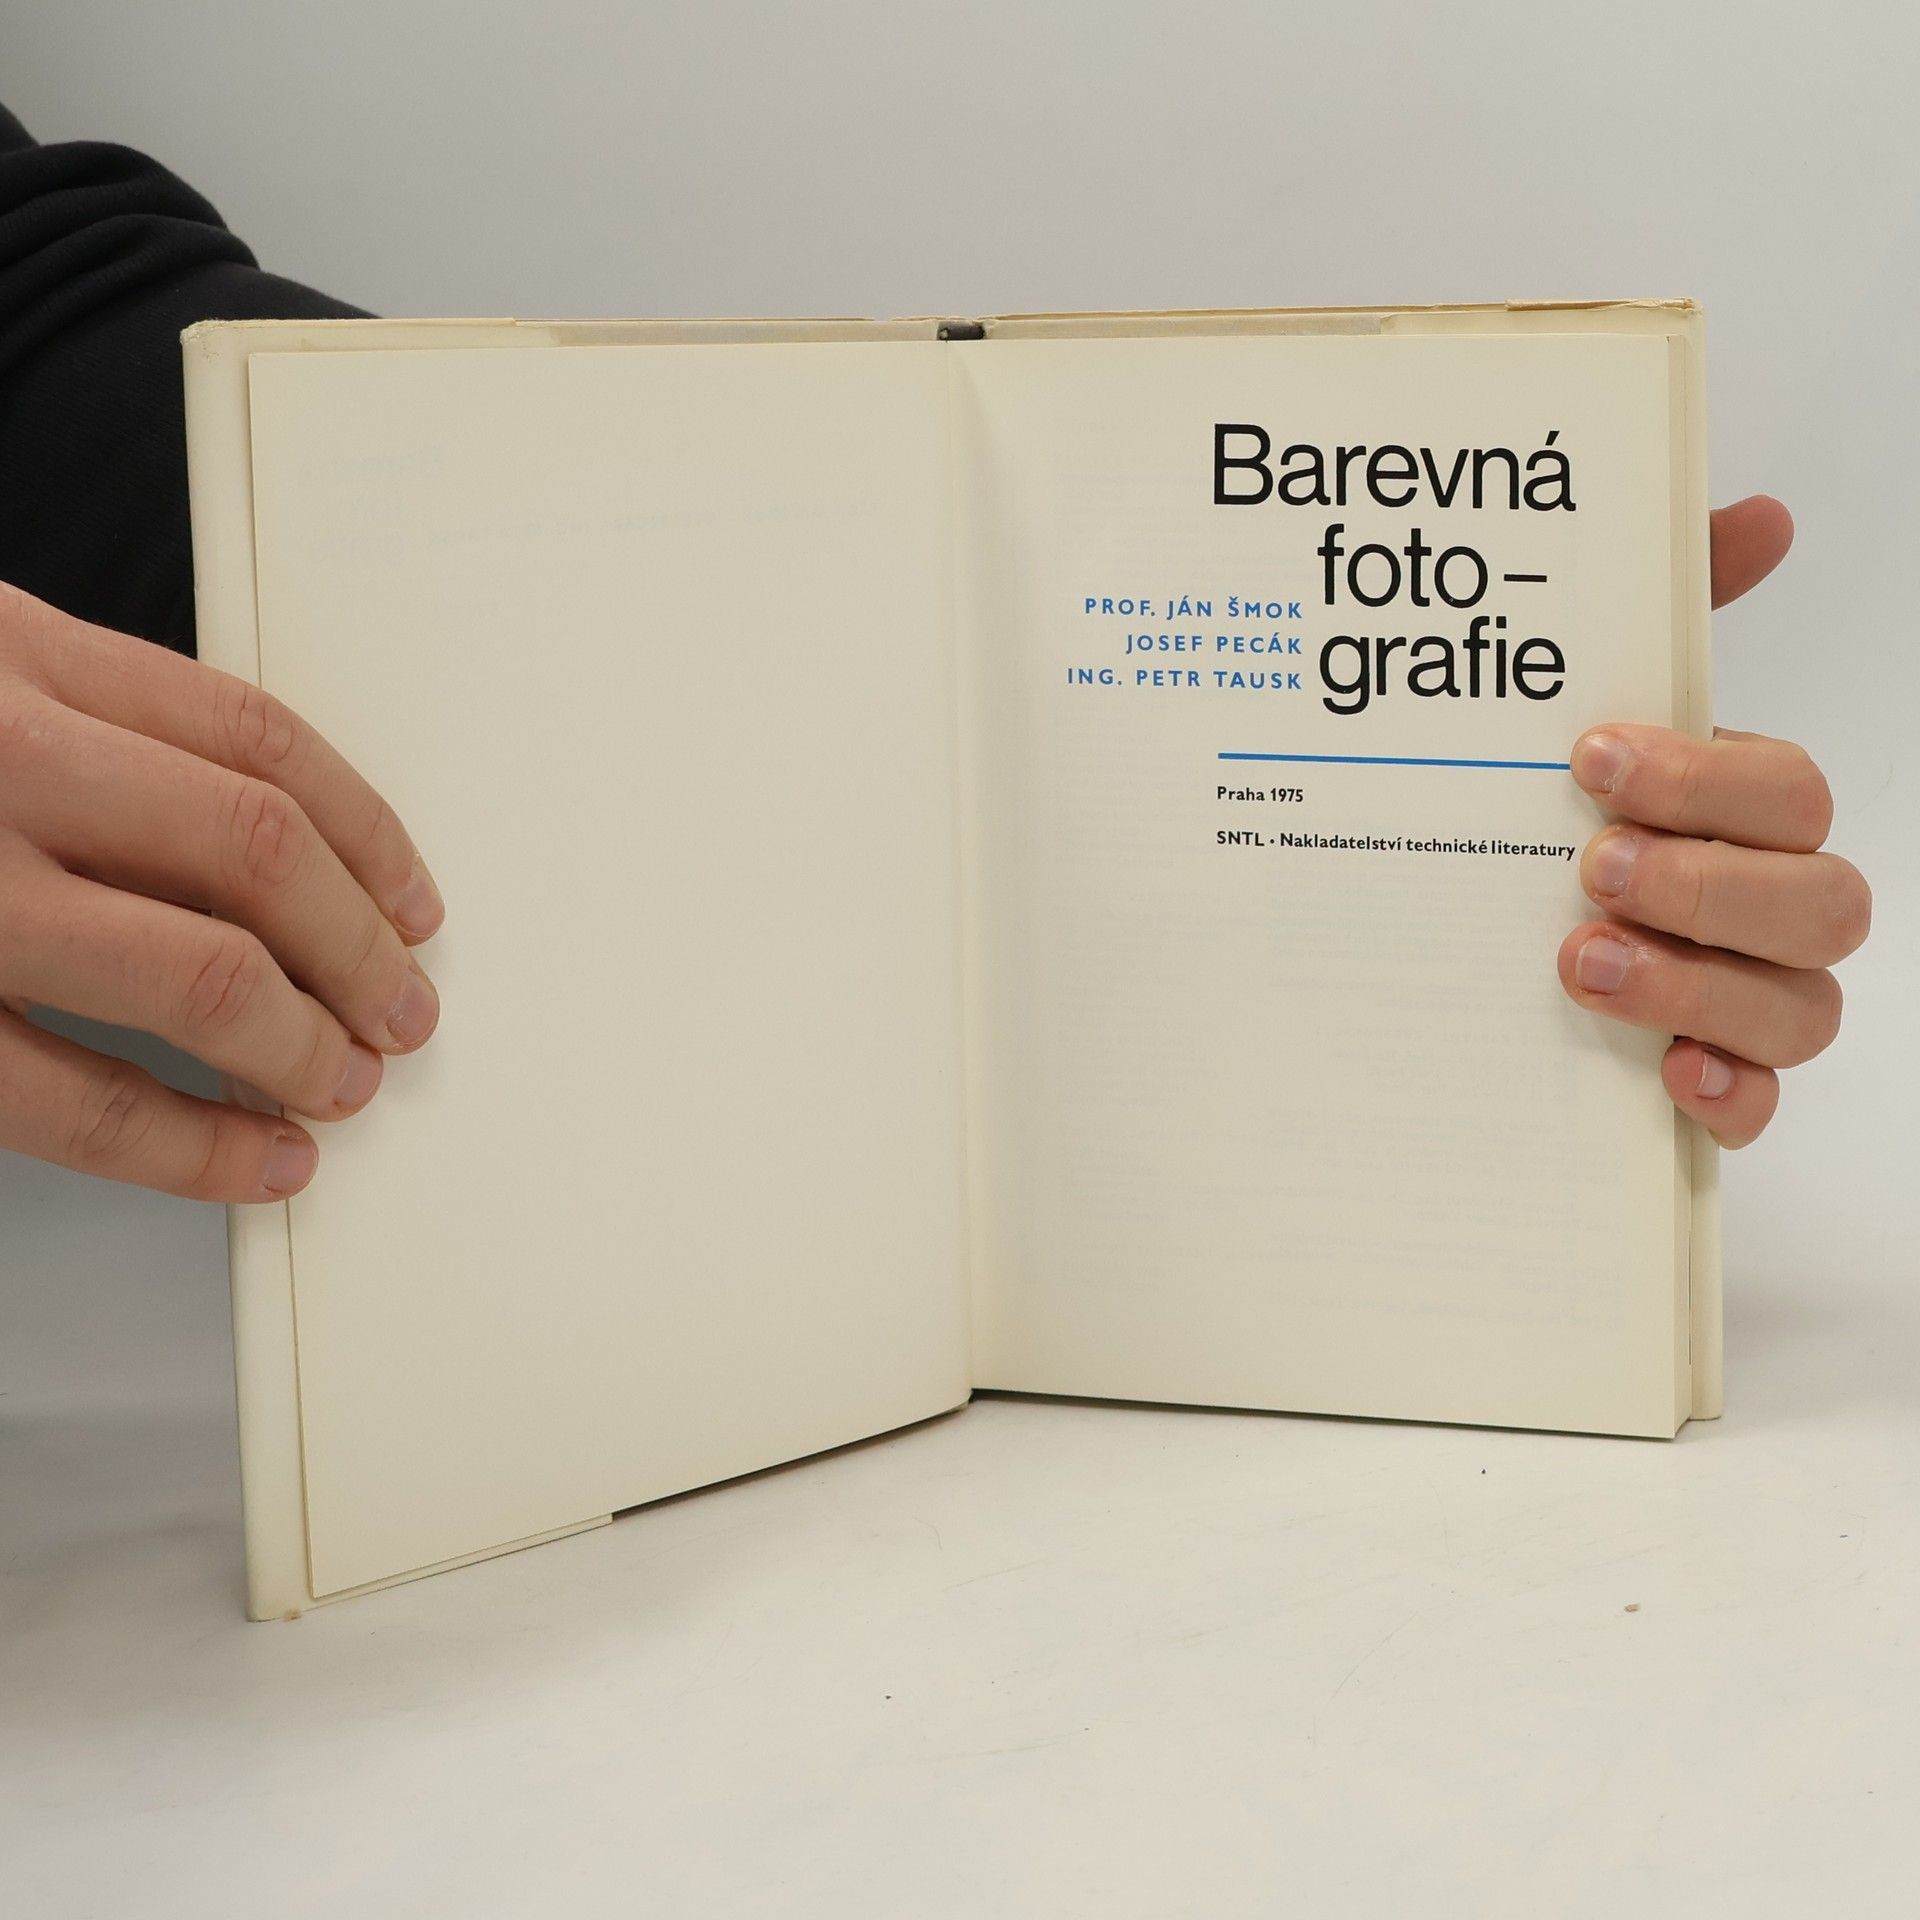 Barevná
foto–
grafie
PROF. JÁN ŠMOK
JOSEF PECÁK
ING. PETR TAUSK
Praha 1975
SNTL • Nakladatelství technické literatury